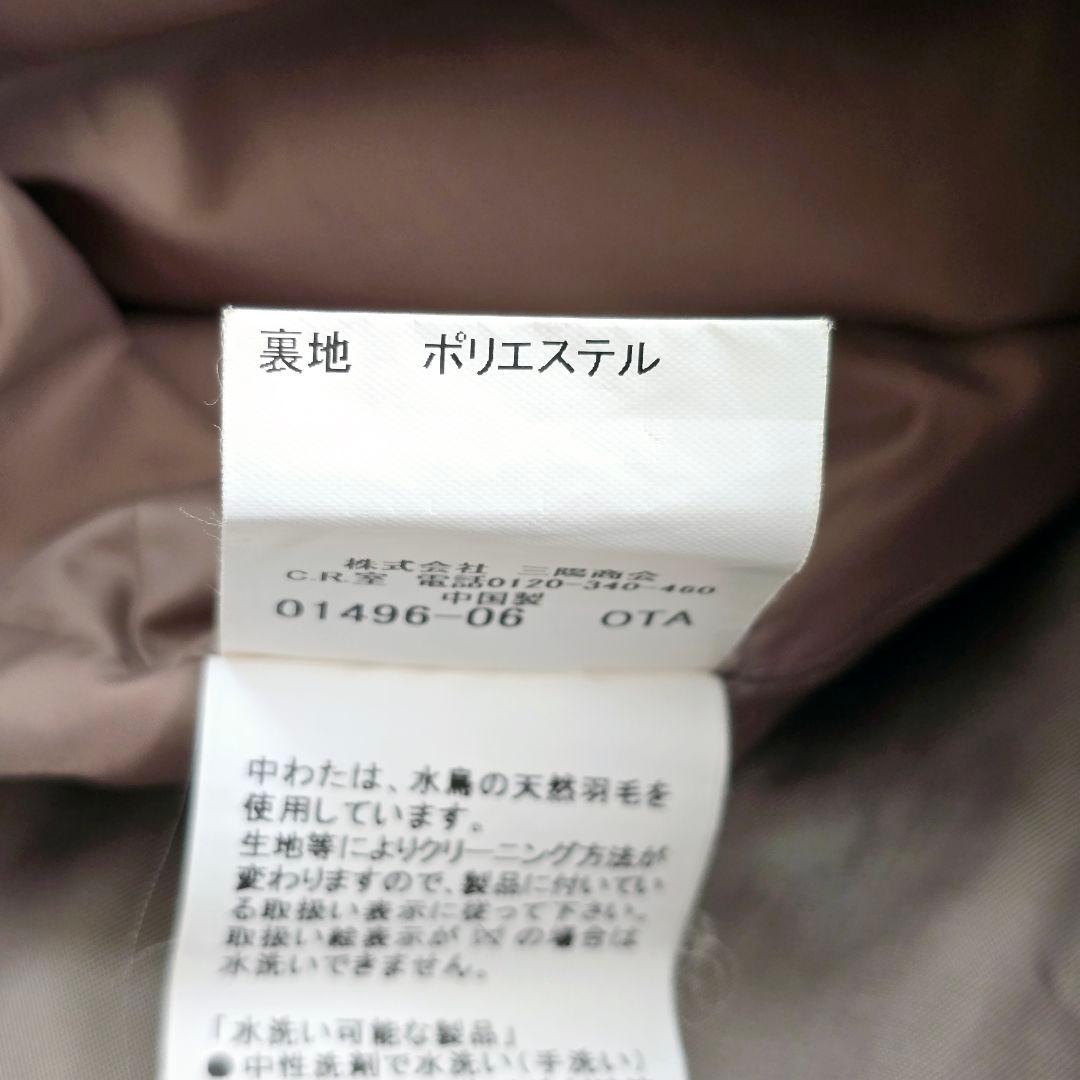 裏地 ポリエステル
株式会社 三陽商会
C.R.室 電話0120-340-460
中国製
01496-06 OTA
中わたは、水鳥の天然羽毛を
使用しています。
生地等によりクリーニング方法が
変わりますので、製品に付いてい
る取扱い表示に従って下さい。
取扱い絵表示が の場合は
水洗いできません。
「水洗い可能な製品」
●中性洗剤で水洗い(手洗い)